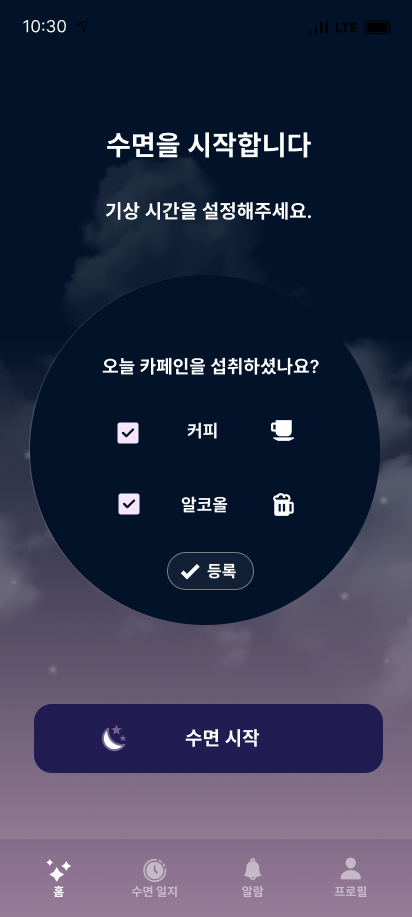 10:30
LTE
수면을 시작합니다
기상 시간을 설정해주세요.
오늘 카페인을 섭취하셨나요?
커피
알코올
등록
수면 시작
홈
수면 일지
알람
프로필